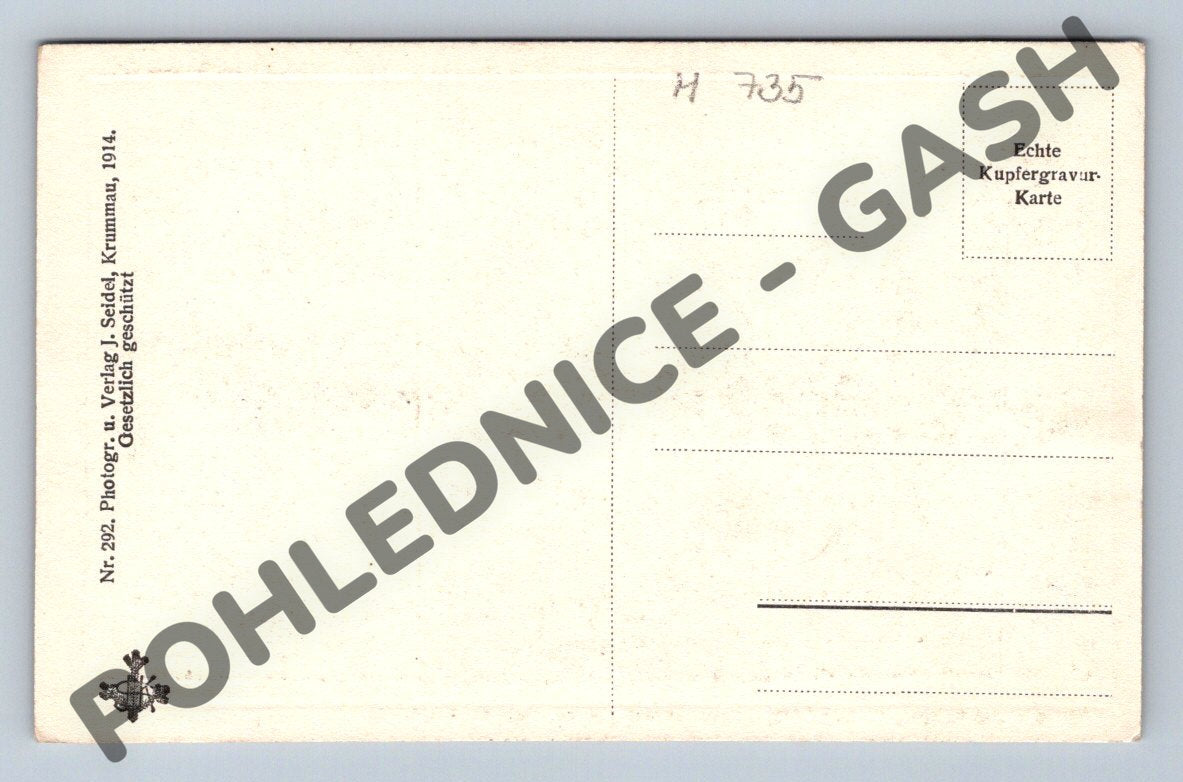 H 735
Echte
Kupfergravur-
Karte
Nr. 292. Photogr. u. Verlag J. Seidel, Krummau, 1914.
Gesetzlich geschützt
POHLEDNICE - GASH